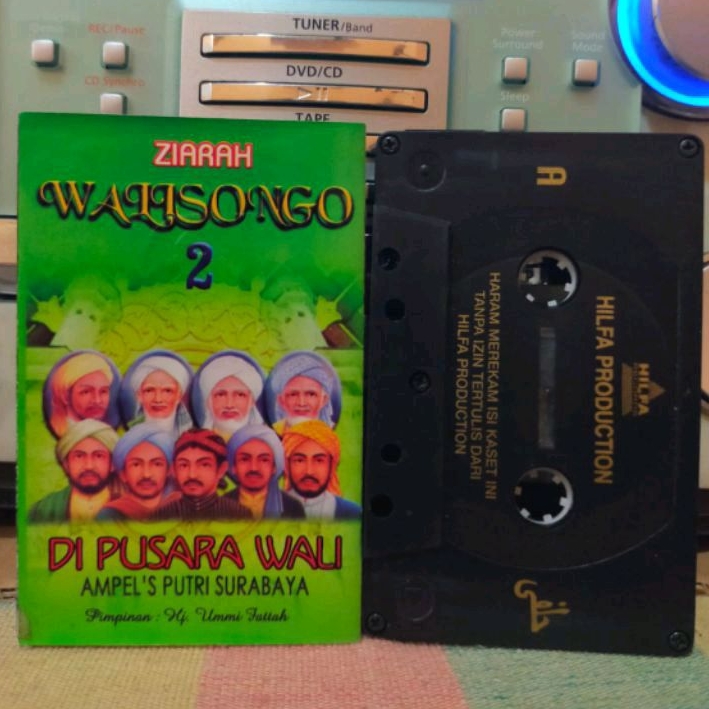 REC/Pause
CD Synchro
TUNER/Band
DVD/CD
TAPE
Power
Surround
Sound
Mode
Sleep
ZIARAH
WALISONGO
2
DI PUSARA WALI
AMPEL'S PUTRI SURABAYA
Pimpinan : Hj. Ummi Fattah
A
HILFA
HILFA PRODUCTION
HARAM MEREKAM ISI KASET INI
TANPA IZIN TERTULIS DARI
HILFA PRODUCTION